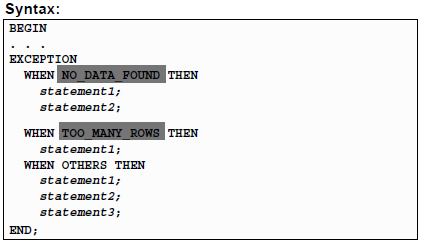 Syntax:
BEGIN
. . .
EXCEPTION
WHEN NO_DATA_FOUND THEN
statement1;
statement2;
WHEN TOO_MANY_ROWS THEN
statement1;
WHEN OTHERS THEN
statement1;
statement2;
statement3;
END;